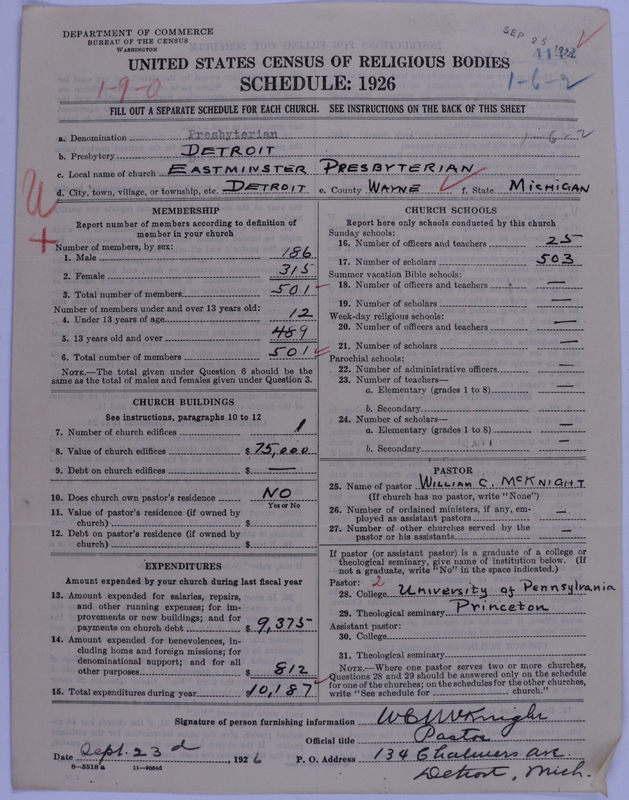 DEPARTMENT OF COMMERCE
BUREAU OF THE CENSUS
WASHINGTON
SEP 25
UNITED STATES CENSUS OF RELIGIOUS BODIES
SCHEDULE: 1926
1-9-0
1-6-2
FILL OUT A SEPARATE SCHEDULE FOR EACH CHURCH. SEE INSTRUCTIONS ON THE BACK OF THIS SHEET
a. Denomination Presbyterian 1-6-2
b. Presbytery DETROIT
c. Local name of church EASTMINSTER PRESBYTERIAN
d. City, town, village, or township, etc. DETROIT e. County WAYNE f. State MICHIGAN
MEMBERSHIP
Report number of members according to definition of
member in your church
Number of members, by sex:
1. Male 186
2. Female 315
3. Total number of members 501
Number of members under and over 13 years old:
4. Under 13 years of age 12
5. 13 years old and over 489
6. Total number of members 501
NOTE.—The total given under Question 6 should be
same as the total of males and females given under Question 3.
CHURCH BUILDINGS
See instructions, paragraphs 10 to 12
7. Number of church edifices 1
8. Value of church edifices $ 75,000
9. Debt on church edifices $ —
10. Does church own pastor's residence NO
Yes or No
11. Value of pastor's residence (if owned by
church) $
12. Debt on pastor's residence (if owned by
church) $
EXPENDITURES
Amount expended by your church during last fiscal year
13. Amount expended for salaries, repairs,
and other running expenses; for im-
provements or new buildings; and for
payments on church debt $ 9,375
14. Amount expended for benevolences, in-
cluding home and foreign missions; for
denominational support; and for all
other purposes $ 812
15. Total expenditures during year 10,187
CHURCH SCHOOLS
Report here only schools conducted by this church
Sunday schools:
16. Number of officers and teachers 25
17. Number of scholars 503
Summer vacation Bible schools:
18. Number of officers and teachers —
19. Number of scholars —
Week-day religious schools:
20. Number of officers and teachers —
21. Number of scholars —
Parochial schools:
22. Number of administrative officers —
23. Number of teachers—
a. Elementary (grades 1 to 8) —
b. Secondary
24. Number of scholars—
a. Elementary (grades 1 to 8) —
b. Secondary —
PASTOR
25. Name of pastor WILLIAM C. MCKNIGHT
(If church has no pastor, write "None")
26. Number of ordained ministers, if any, em-
ployed as assistant pastors —
27. Number of other churches served by the
pastor or his assistants —
If pastor (or assistant pastor) is a graduate of a college or
theological seminary, give name of institution below. (If
not a graduate, write "No" in the space indicated.)
Pastor: 2
28. College University of Pennsylvania
29. Theological seminary Princeton
Assistant pastor:
30. College
31. Theological seminary
NOTE.—Where one pastor serves two or more churches,
Questions 28 and 29 should be answered only on the schedule
for one of the churches; on the schedules for the other churches,
write "See schedule for church."
Signature of person furnishing information W C McKnight
Official title Pastor
Date Sept. 23 d, 1926 P. O. Address 134 Chalmers Ave.
Detroit, Mich.
8-5518 a